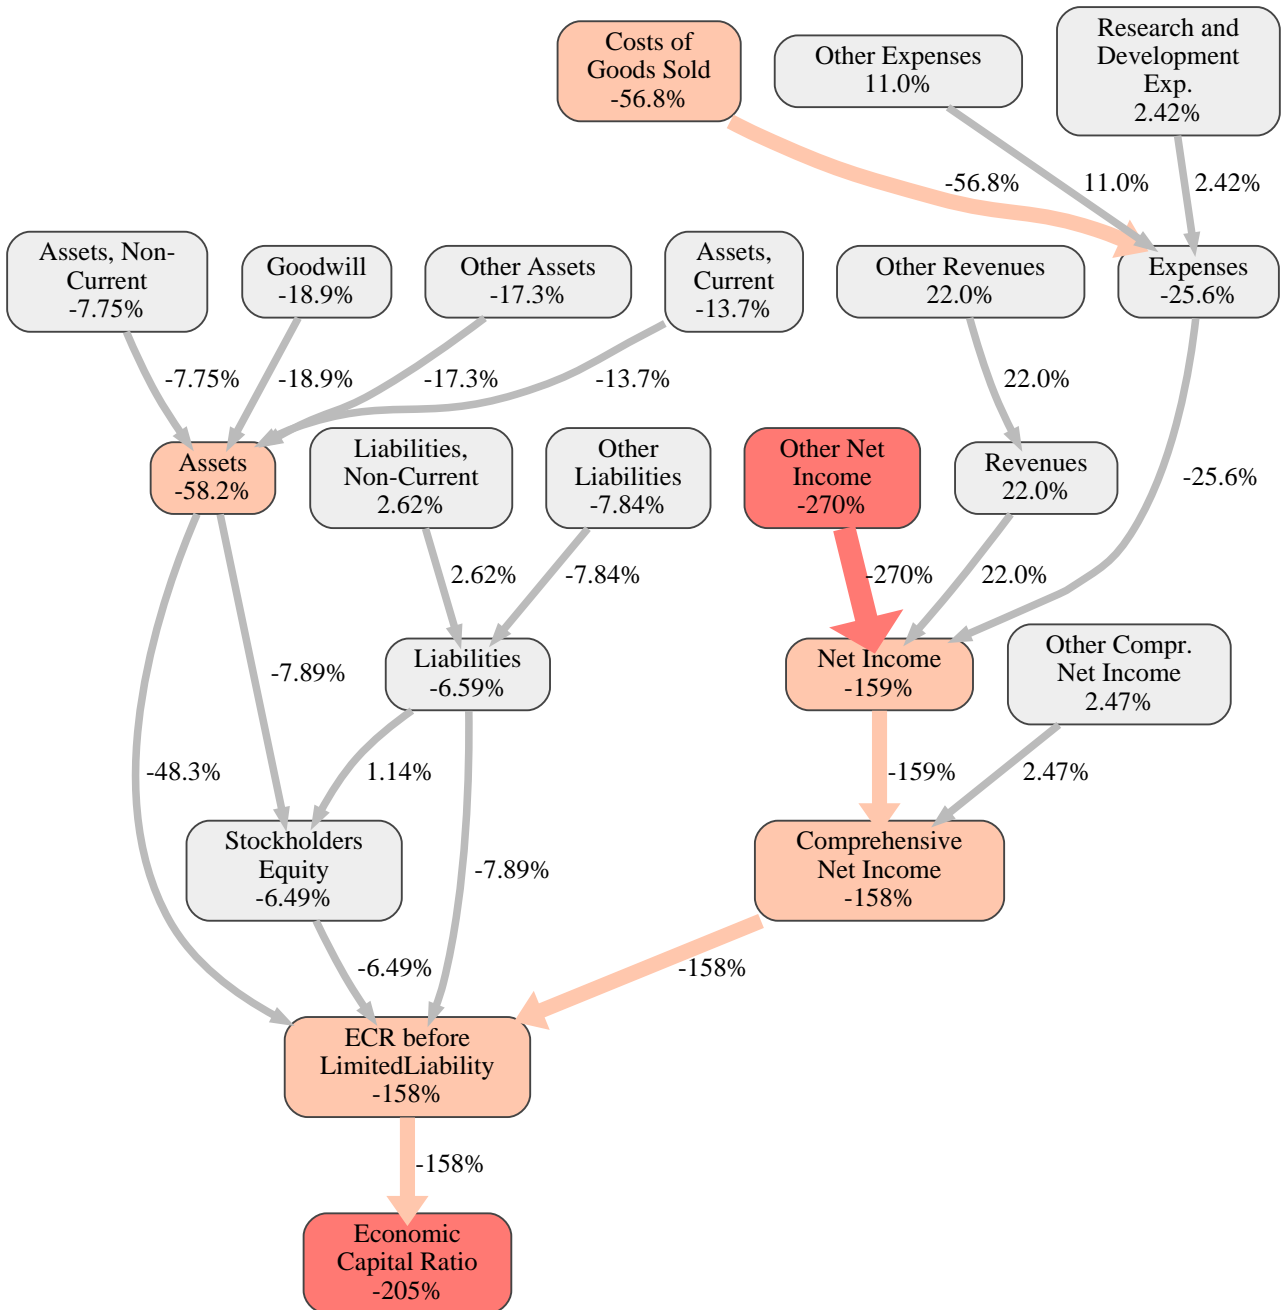 Costs of
Goods Sold
-56.8%
Other Expenses
11.0%
Research and
Development
Exp.
2.42%
-56.8%
11.0%
2.42%
Assets, Non-
Current
-7.75%
Goodwill
-18.9%
Other Assets
-17.3%
Assets,
Current
-13.7%
Other Revenues
22.0%
Expenses
-25.6%
-7.75%
-18.9%
-17.3%
-13.7%
22.0%
-25.6%
Assets
-58.2%
Liabilities,
Non-Current
2.62%
Other
Liabilities
-7.84%
Other Net
Income
-270%
Revenues
22.0%
2.62%
-7.84%
-270%
22.0%
Liabilities
-6.59%
Net Income
-159%
Other Compr.
Net Income
2.47%
-7.89%
-48.3%
1.14%
-7.89%
-159%
2.47%
Stockholders
Equity
-6.49%
Comprehensive
Net Income
-158%
-6.49%
-158%
ECR before
LimitedLiability
-158%
-158%
Economic
Capital Ratio
-205%